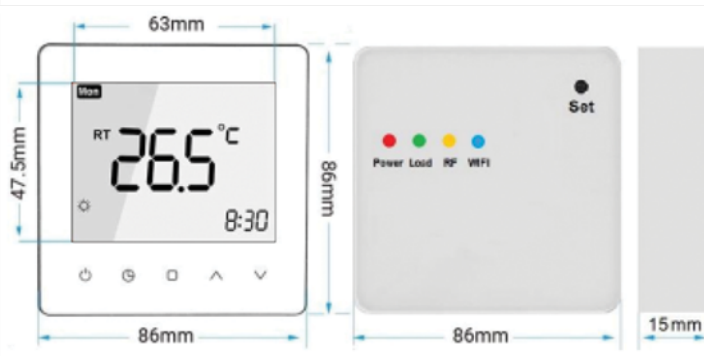 63mm
Mon
RT 26.5 °C
8:30
47.5mm
86mm
86mm
Set
Power Load RF WIFI
86mm
15mm